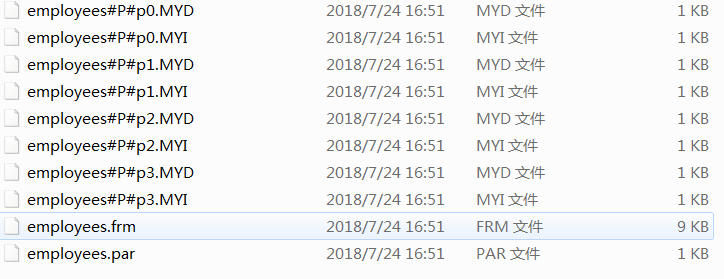 employees#P#p0.MYD 2018/7/24 16:51 MYD 文件 1 KB
employees#P#p0.MYI 2018/7/24 16:51 MYI 文件 1 KB
employees#P#p1.MYD 2018/7/24 16:51 MYD 文件 1 KB
employees#P#p1.MYI 2018/7/24 16:51 MYI 文件 1 KB
employees#P#p2.MYD 2018/7/24 16:51 MYD 文件 1 KB
employees#P#p2.MYI 2018/7/24 16:51 MYI 文件 1 KB
employees#P#p3.MYD 2018/7/24 16:51 MYD 文件 1 KB
employees#P#p3.MYI 2018/7/24 16:51 MYI 文件 1 KB
employees.frm 2018/7/24 16:51 FRM 文件 9 KB
employees.par 2018/7/24 16:51 PAR 文件 1 KB